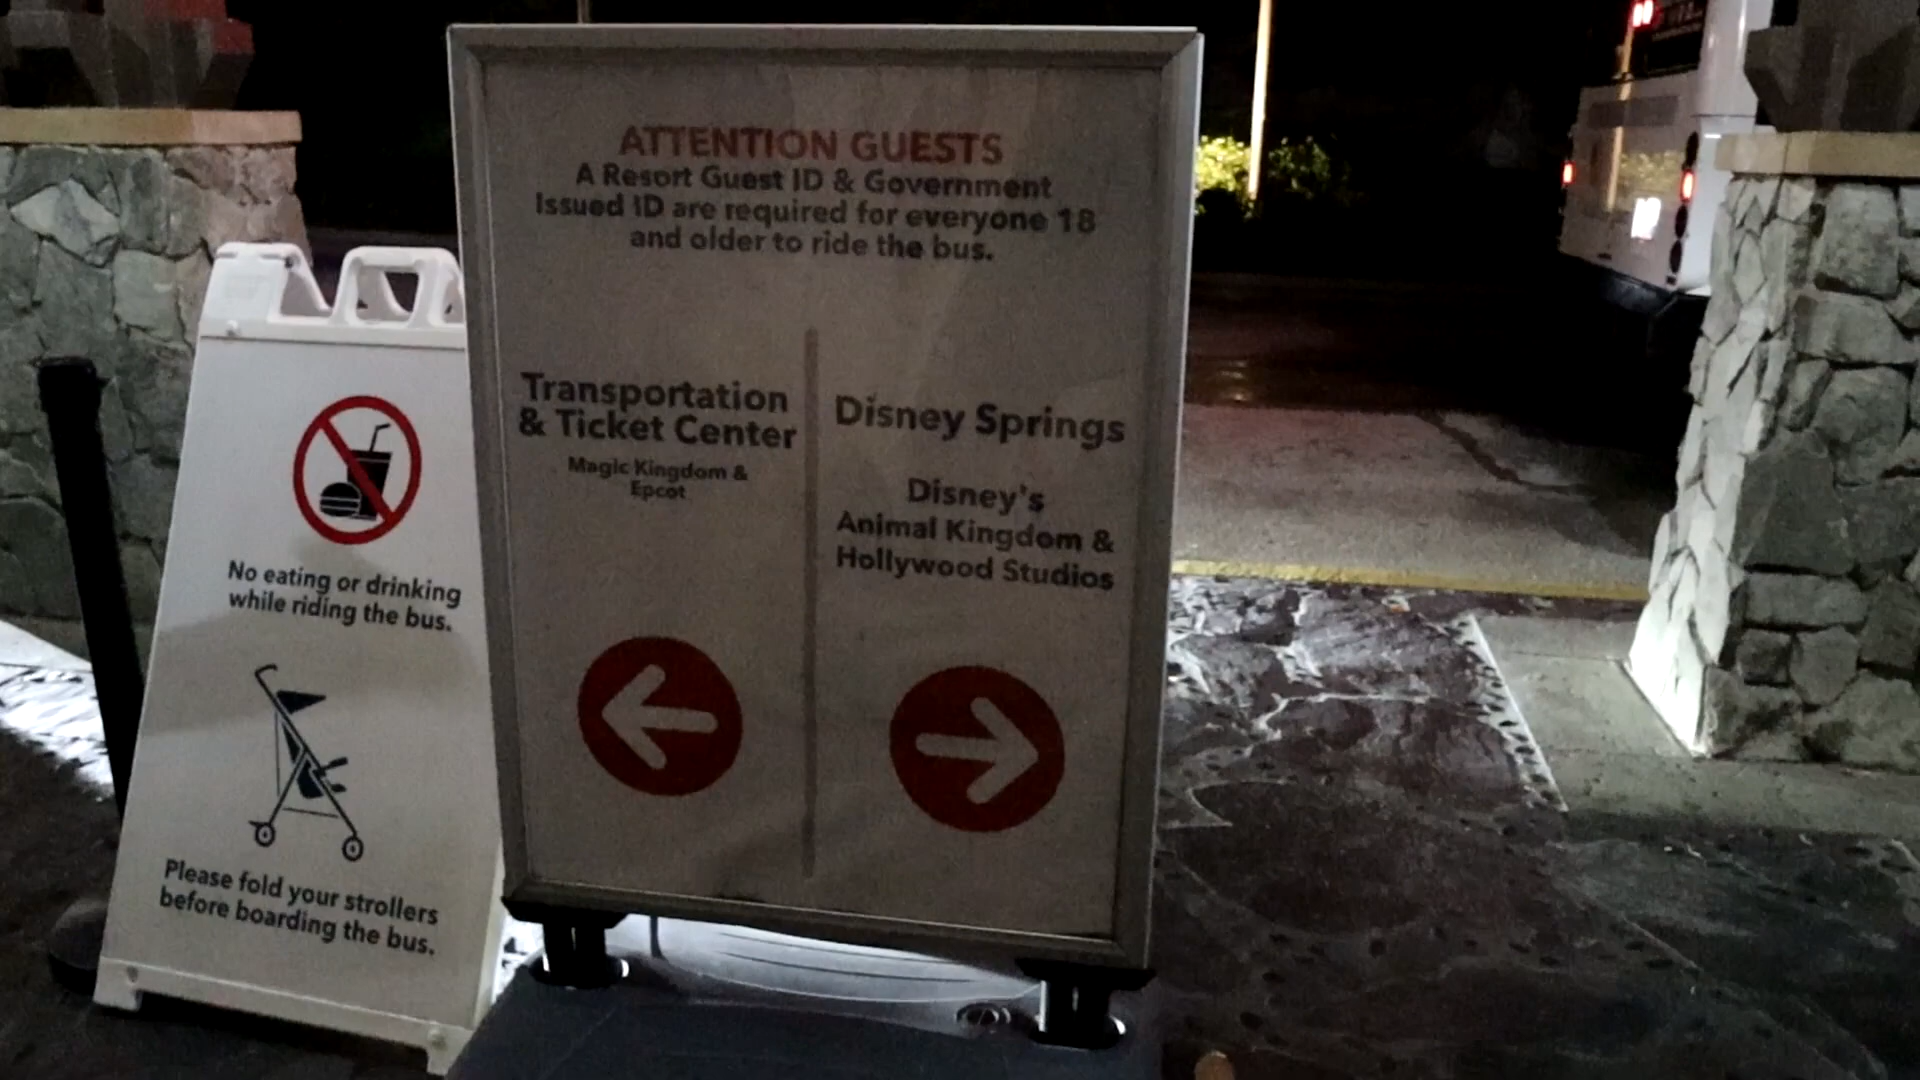 ATTENTION GUESTS
A Resort Guest ID & Government
Issued ID are required for everyone 18
and older to ride the bus.
Transportation
& Ticket Center
Magic Kingdom &
Epcot
Disney Springs
Disney's
Animal Kingdom &
Hollywood Studios
No eating or drinking
while riding the bus.
Please fold your strollers
before boarding the bus.